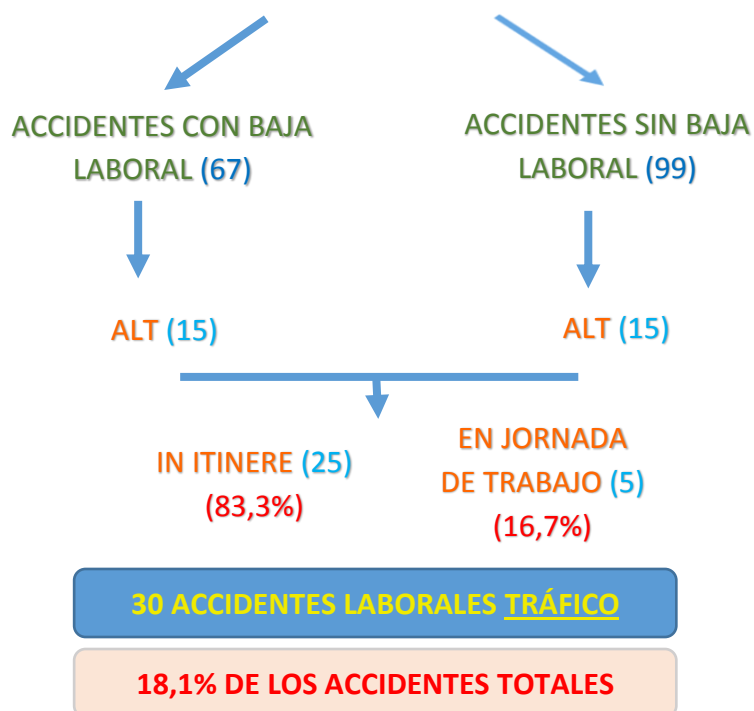 ACCIDENTES CON BAJA
LABORAL (67)
ACCIDENTES SIN BAJA
LABORAL (99)
ALT (15)
ALT (15)
IN ITINERE (25)
(83,3%)
EN JORNADA
DE TRABAJO (5)
(16,7%)
30 ACCIDENTES LABORALES TRÁFICO
18,1% DE LOS ACCIDENTES TOTALES